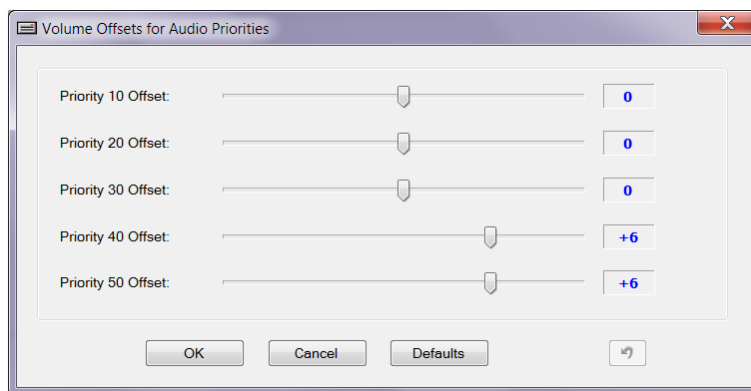 Volume Offsets for Audio Priorities
Priority 10 Offset: 0
Priority 20 Offset: 0
Priority 30 Offset: 0
Priority 40 Offset: +6
Priority 50 Offset: +6
OK Cancel Defaults